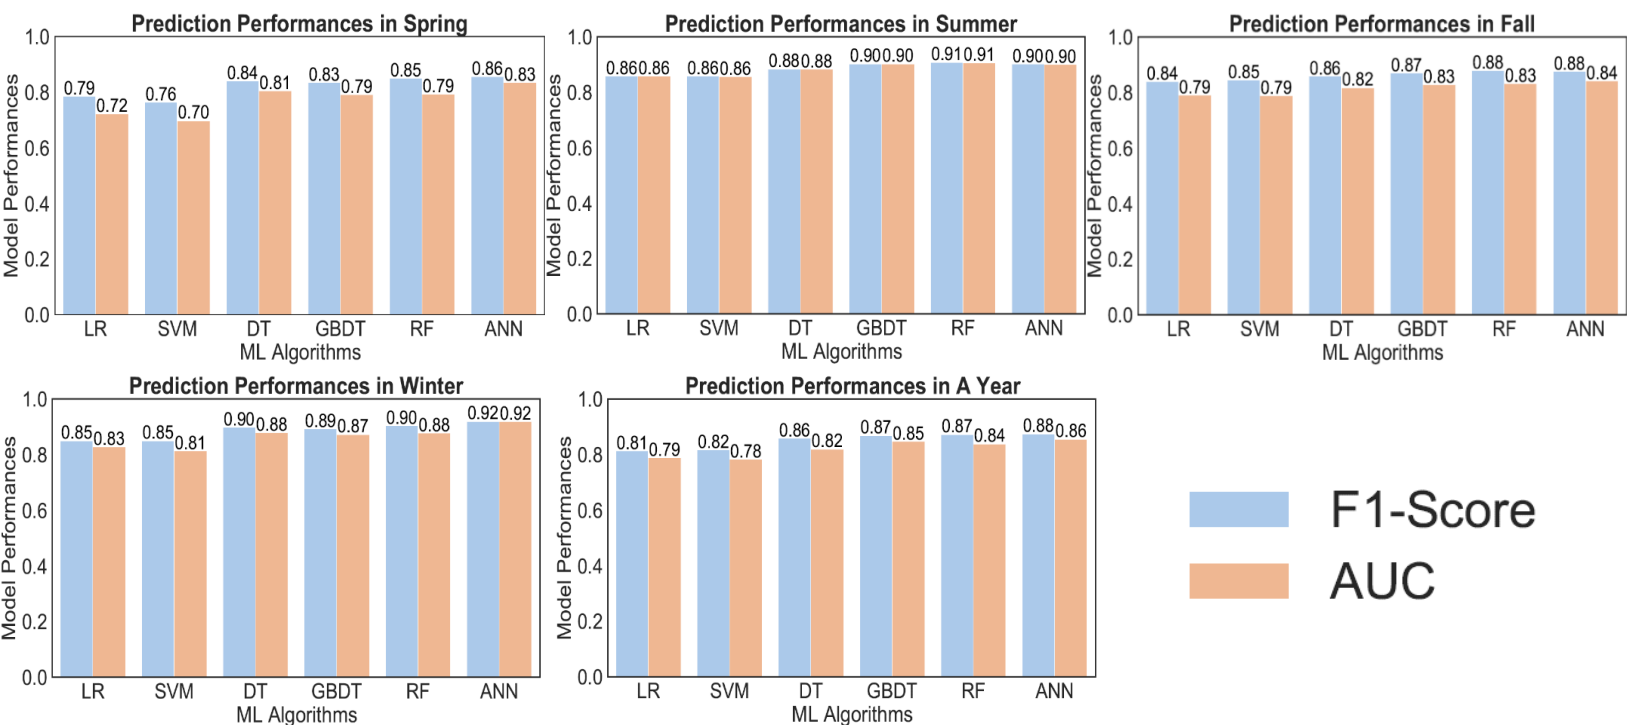 Prediction Performances in Spring
Model Performances
1.0
0.8
0.6
0.4
0.2
0.0
0.79 0.72 0.76 0.70 0.84 0.81 0.83 0.79 0.85 0.79 0.86 0.83
LR SVM DT GBDT RF ANN
ML Algorithms
Prediction Performances in Summer
Model Performances
1.0
0.8
0.6
0.4
0.2
0.0
0.86 0.86 0.86 0.86 0.88 0.88 0.90 0.90 0.91 0.91 0.90 0.90
LR SVM DT GBDT RF ANN
ML Algorithms
Prediction Performances in Fall
Model Performances
1.0
0.8
0.6
0.4
0.2
0.0
0.84 0.79 0.85 0.79 0.86 0.82 0.87 0.83 0.88 0.83 0.88 0.84
LR SVM DT GBDT RF ANN
ML Algorithms
Prediction Performances in Winter
Model Performances
1.0
0.8
0.6
0.4
0.2
0.0
0.85 0.83 0.85 0.81 0.90 0.88 0.89 0.87 0.90 0.88 0.92 0.92
LR SVM DT GBDT RF ANN
ML Algorithms
Prediction Performances in A Year
Model Performances
1.0
0.8
0.6
0.4
0.2
0.0
0.81 0.79 0.82 0.78 0.86 0.82 0.87 0.85 0.87 0.84 0.88 0.86
LR SVM DT GBDT RF ANN
ML Algorithms
F1-Score
AUC